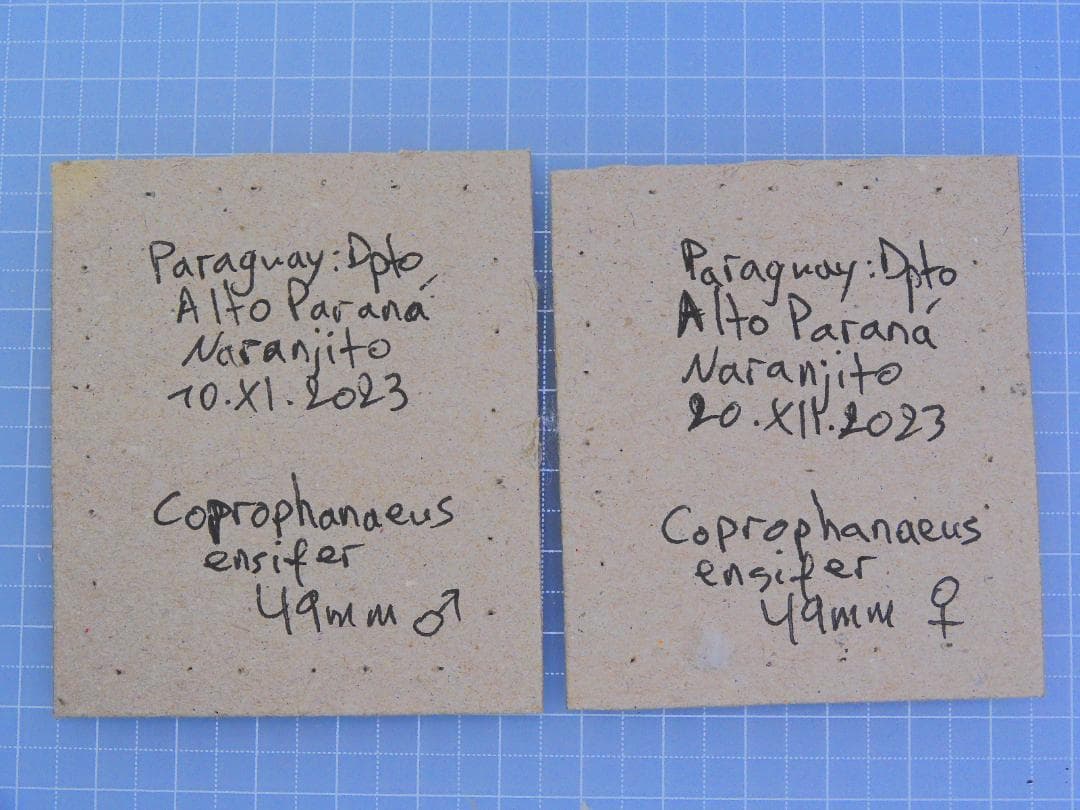 Paraguay: Dpto
Alto Paraná
Naranjito
10.XI.2023
Coprophanaeus
ensifer
49mm ♂
Paraguay: Dpto
Alto Paraná
Naranjito
20.XII.2023
Coprophanaeus
ensifer
49mm ♀